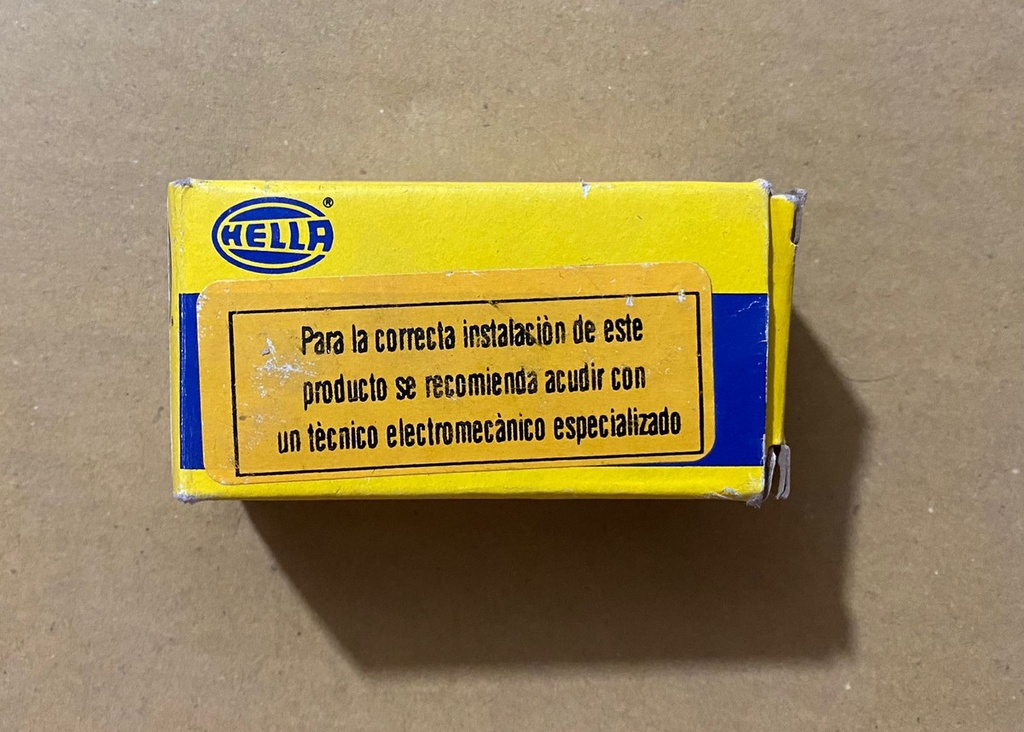 HELLA®
Para la correcta instalaciòn de este
producto se recomienda acudir con
un tècnico electromecànico especializado